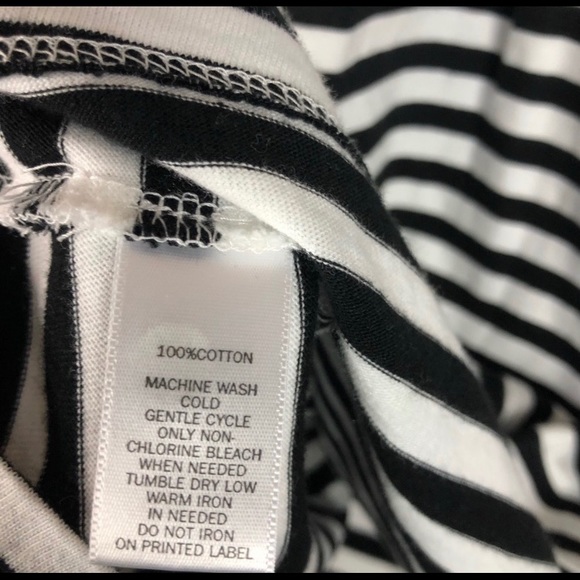 100%COTTON
MACHINE WASH
COLD
GENTLE CYCLE
ONLY NON-
CHLORINE BLEACH
WHEN NEEDED
TUMBLE DRY LOW
WARM IRON
IN NEEDED
DO NOT IRON
ON PRINTED LABEL